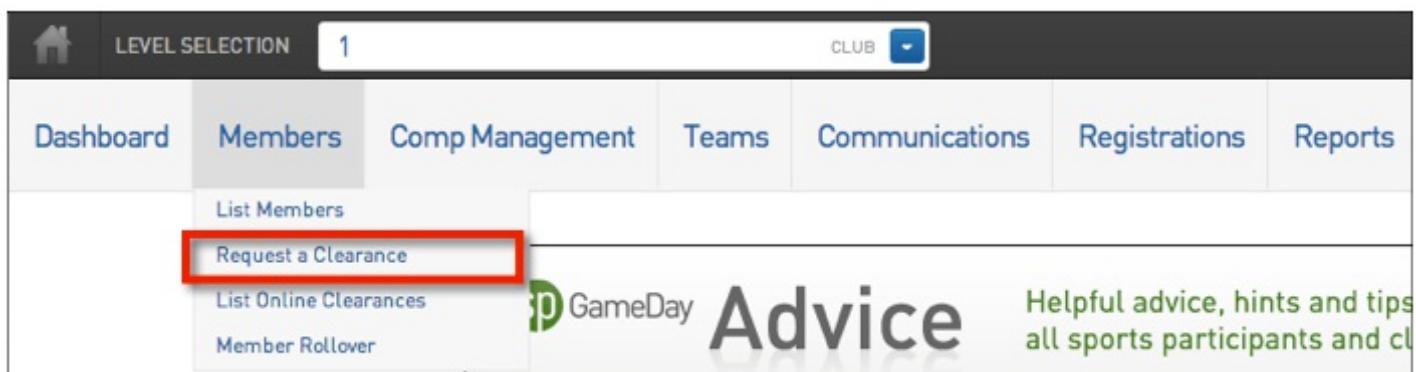 LEVEL SELECTION 1 CLUB
Dashboard Members Comp Management Teams Communications Registrations Reports
List Members
Request a Clearance
List Online Clearances
Member Rollover
sp GameDay Advice
Helpful advice, hints and tips
all sports participants and cl